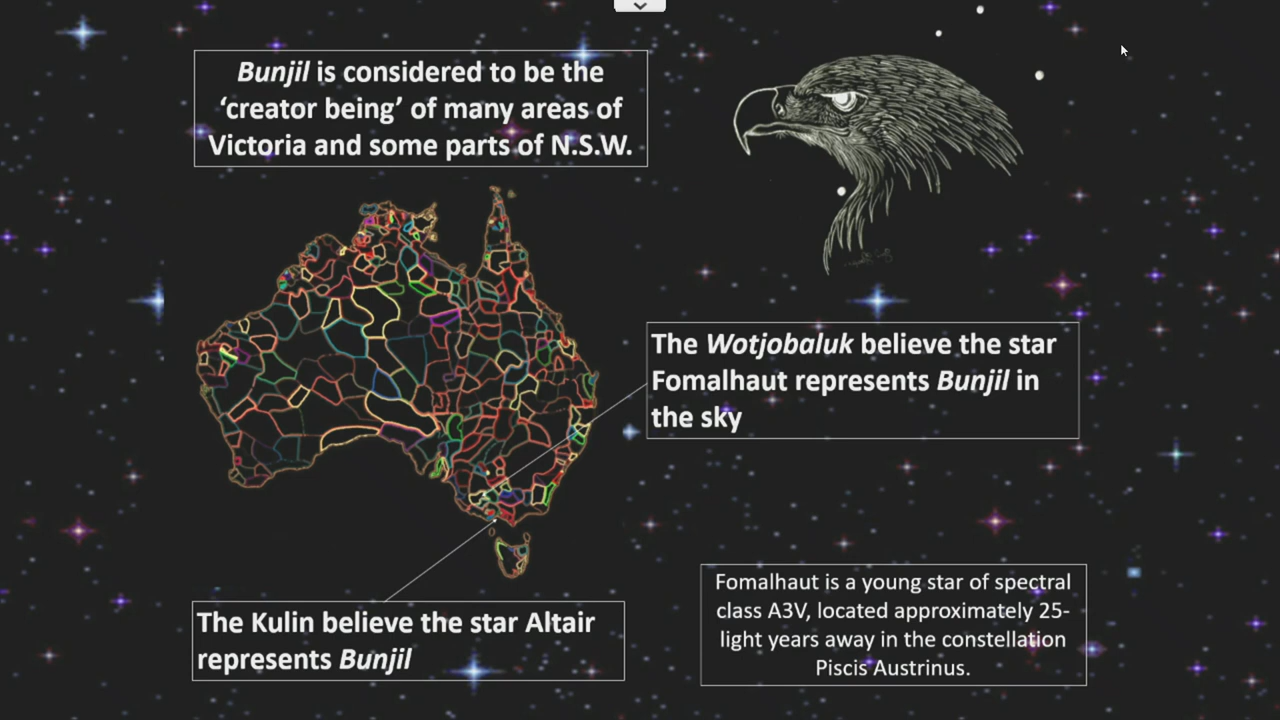 Bunjil is considered to be the
‘creator being’ of many areas of
Victoria and some parts of N.S.W.
The Wotjobaluk believe the star
Fomalhaut represents Bunjil in
the sky
The Kulin believe the star Altair
represents Bunjil
Fomalhaut is a young star of spectral
class A3V, located approximately 25-
light years away in the constellation
Piscis Austrinus.